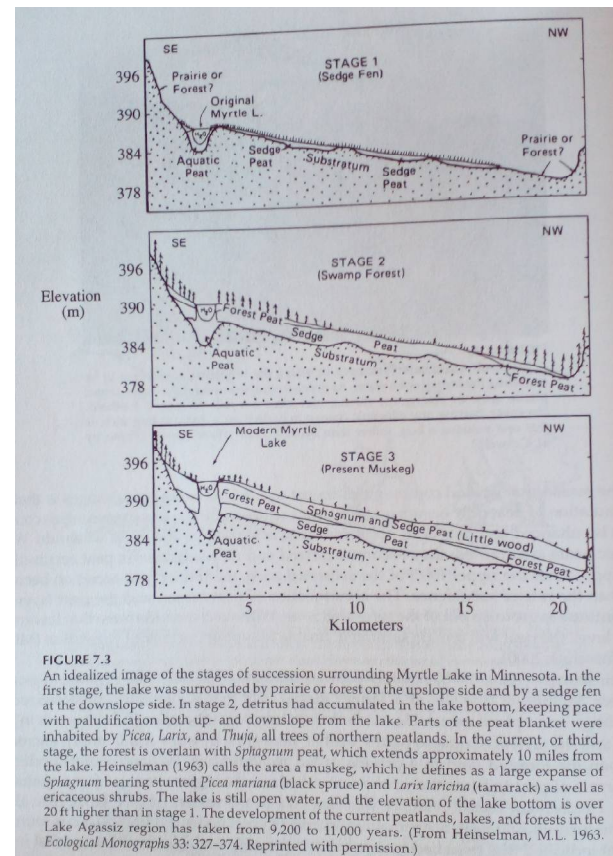 SE
NW
STAGE 1
(Sedge Fen)
396
Prairie or
Forest?
Original
Myrtle L.
390
384
378
Aquatic
Peat
Sedge
Peat
Substratum
Sedge
Peat
Prairie or
Forest?
SE
NW
STAGE 2
(Swamp Forest)
Elevation
(m)
396
390
384
378
H₂O
Forest Peat
Sedge
Peat
Aquatic
Peat
Substratum
Forest Peat
SE
Modern Myrtle
Lake
NW
STAGE 3
(Present Muskeg)
396
390
384
378
H₂O
Forest Peat
Sphagnum and Sedge Peat (Little wood)
Sedge
Peat
Aquatic
Peat
Substratum
Forest Peat
5
10
15
20
Kilometers
FIGURE 7.3
An idealized image of the stages of succession surrounding Myrtle Lake in Minnesota. In the
first stage, the lake was surrounded by prairie or forest on the upslope side and by a sedge fen
at the downslope side. In stage 2, detritus had accumulated in the lake bottom, keeping pace
with paludification both up- and downslope from the lake. Parts of the peat blanket were
inhabited by Picea, Larix, and Thuja, all trees of northern peatlands. In the current, or third,
stage, the forest is overlain with Sphagnum peat, which extends approximately 10 miles from
the lake. Heinselman (1963) calls the area a muskeg, which he defines as a large expanse of
Sphagnum bearing stunted Picea mariana (black spruce) and Larix laricina (tamarack) as well as
ericaceous shrubs. The lake is still open water, and the elevation of the lake bottom is over
20 ft higher than in stage 1. The development of the current peatlands, lakes, and forests in the
Lake Agassiz region has taken from 9,200 to 11,000 years. (From Heinselman, M.L. 1963.
Ecological Monographs 33: 327–374. Reprinted with permission.)